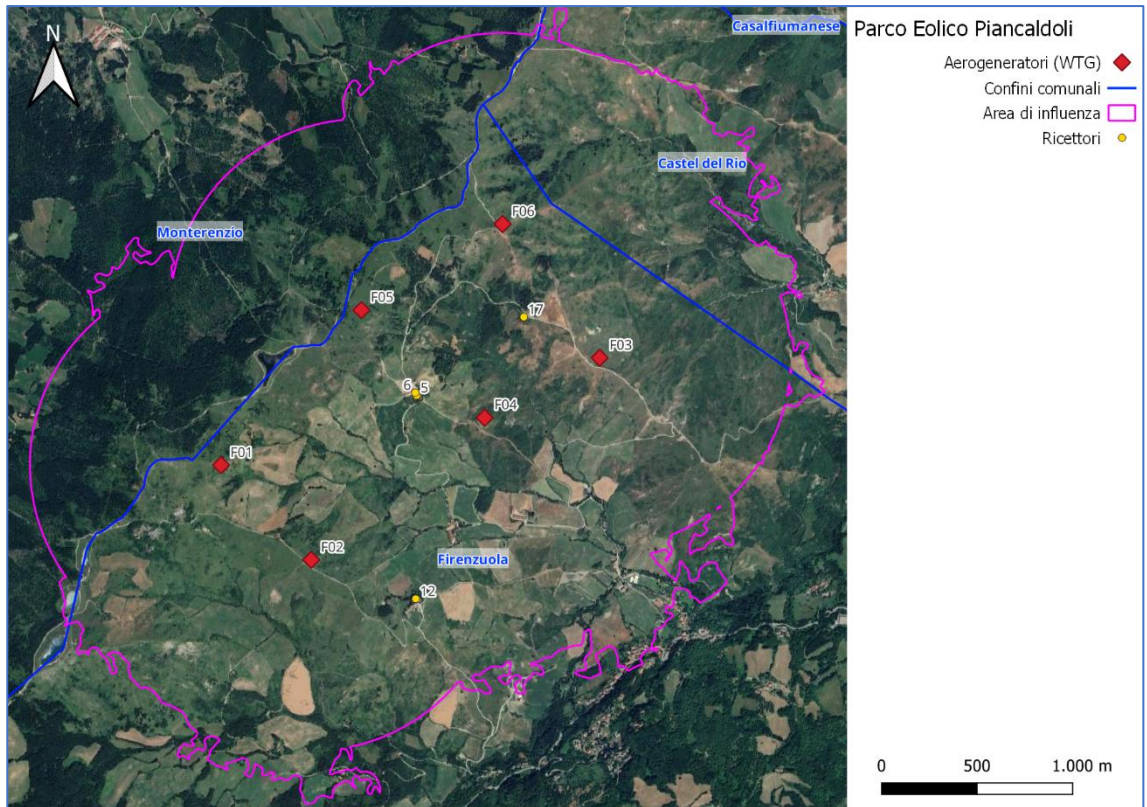 Parco Eolico Piancaldoli
Aerogeneratori (WTG)
Confini comunali
Area di influenza
Ricettori
N
Casalfiumanese
Castel del Rio
Monterenzio
F06
F05
17
F03
6
5
F04
F01
F02
Firenzuola
12
0 500 1.000 m